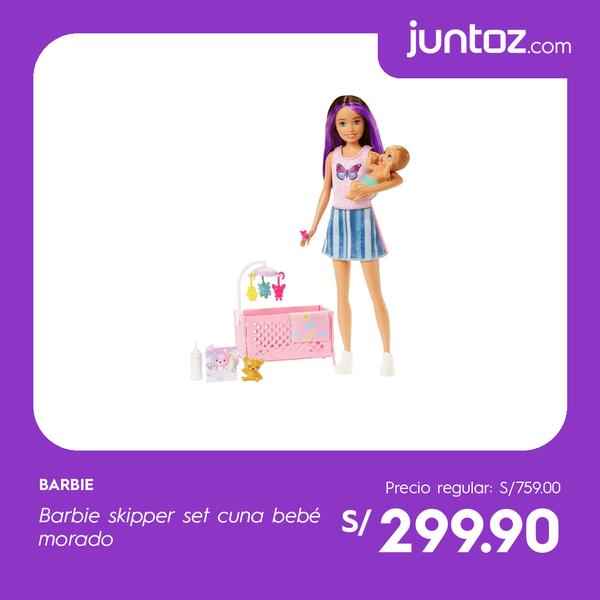 juntoz.com
BARBIE
Barbie skipper set cuna bebé
morado
Precio regular: S/759.00
S/299.90